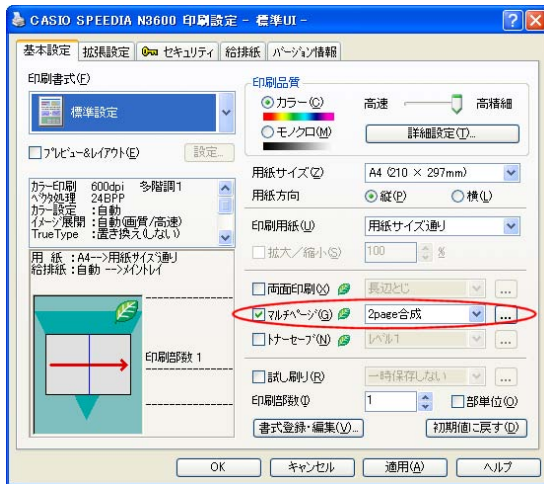 CASIO SPEEDIA N3600 印刷設定 - 標準UI -
基本設定 拡張設定 セキュリティ 給排紙 バージョン情報
印刷書式(F)
標準設定
プレビュー&レイアウト(E) 設定...
カラー印刷 600dpi 多階調1
ベクタ処理 24BPP
カラー設定 :自動
イメージ展開 :自動(画質/高速)
TrueType :置き換え(しない)
用 紙 :A4-->用紙サイズ通り
給排紙 :自動 -->メイントレイ
印刷部数 1
印刷品質
カラー(C) 高速 高精細
モノクロ(M) 詳細設定(T)...
用紙サイズ(Z) A4 (210 × 297mm)
用紙方向 縦(P) 横(L)
印刷用紙(U) 用紙サイズ通り
拡大/縮小(S) 100 %
両面印刷(X) 長辺とじ ...
マルチページ(G) 2page合成 ...
トナーセーブ(N) レベル1 ...
試し刷り(R) 一時保存しない ...
印刷部数(I) 1 部単位(O)
書式登録・編集(V)... 初期値に戻す(D)
OK キャンセル 適用(A) ヘルプ